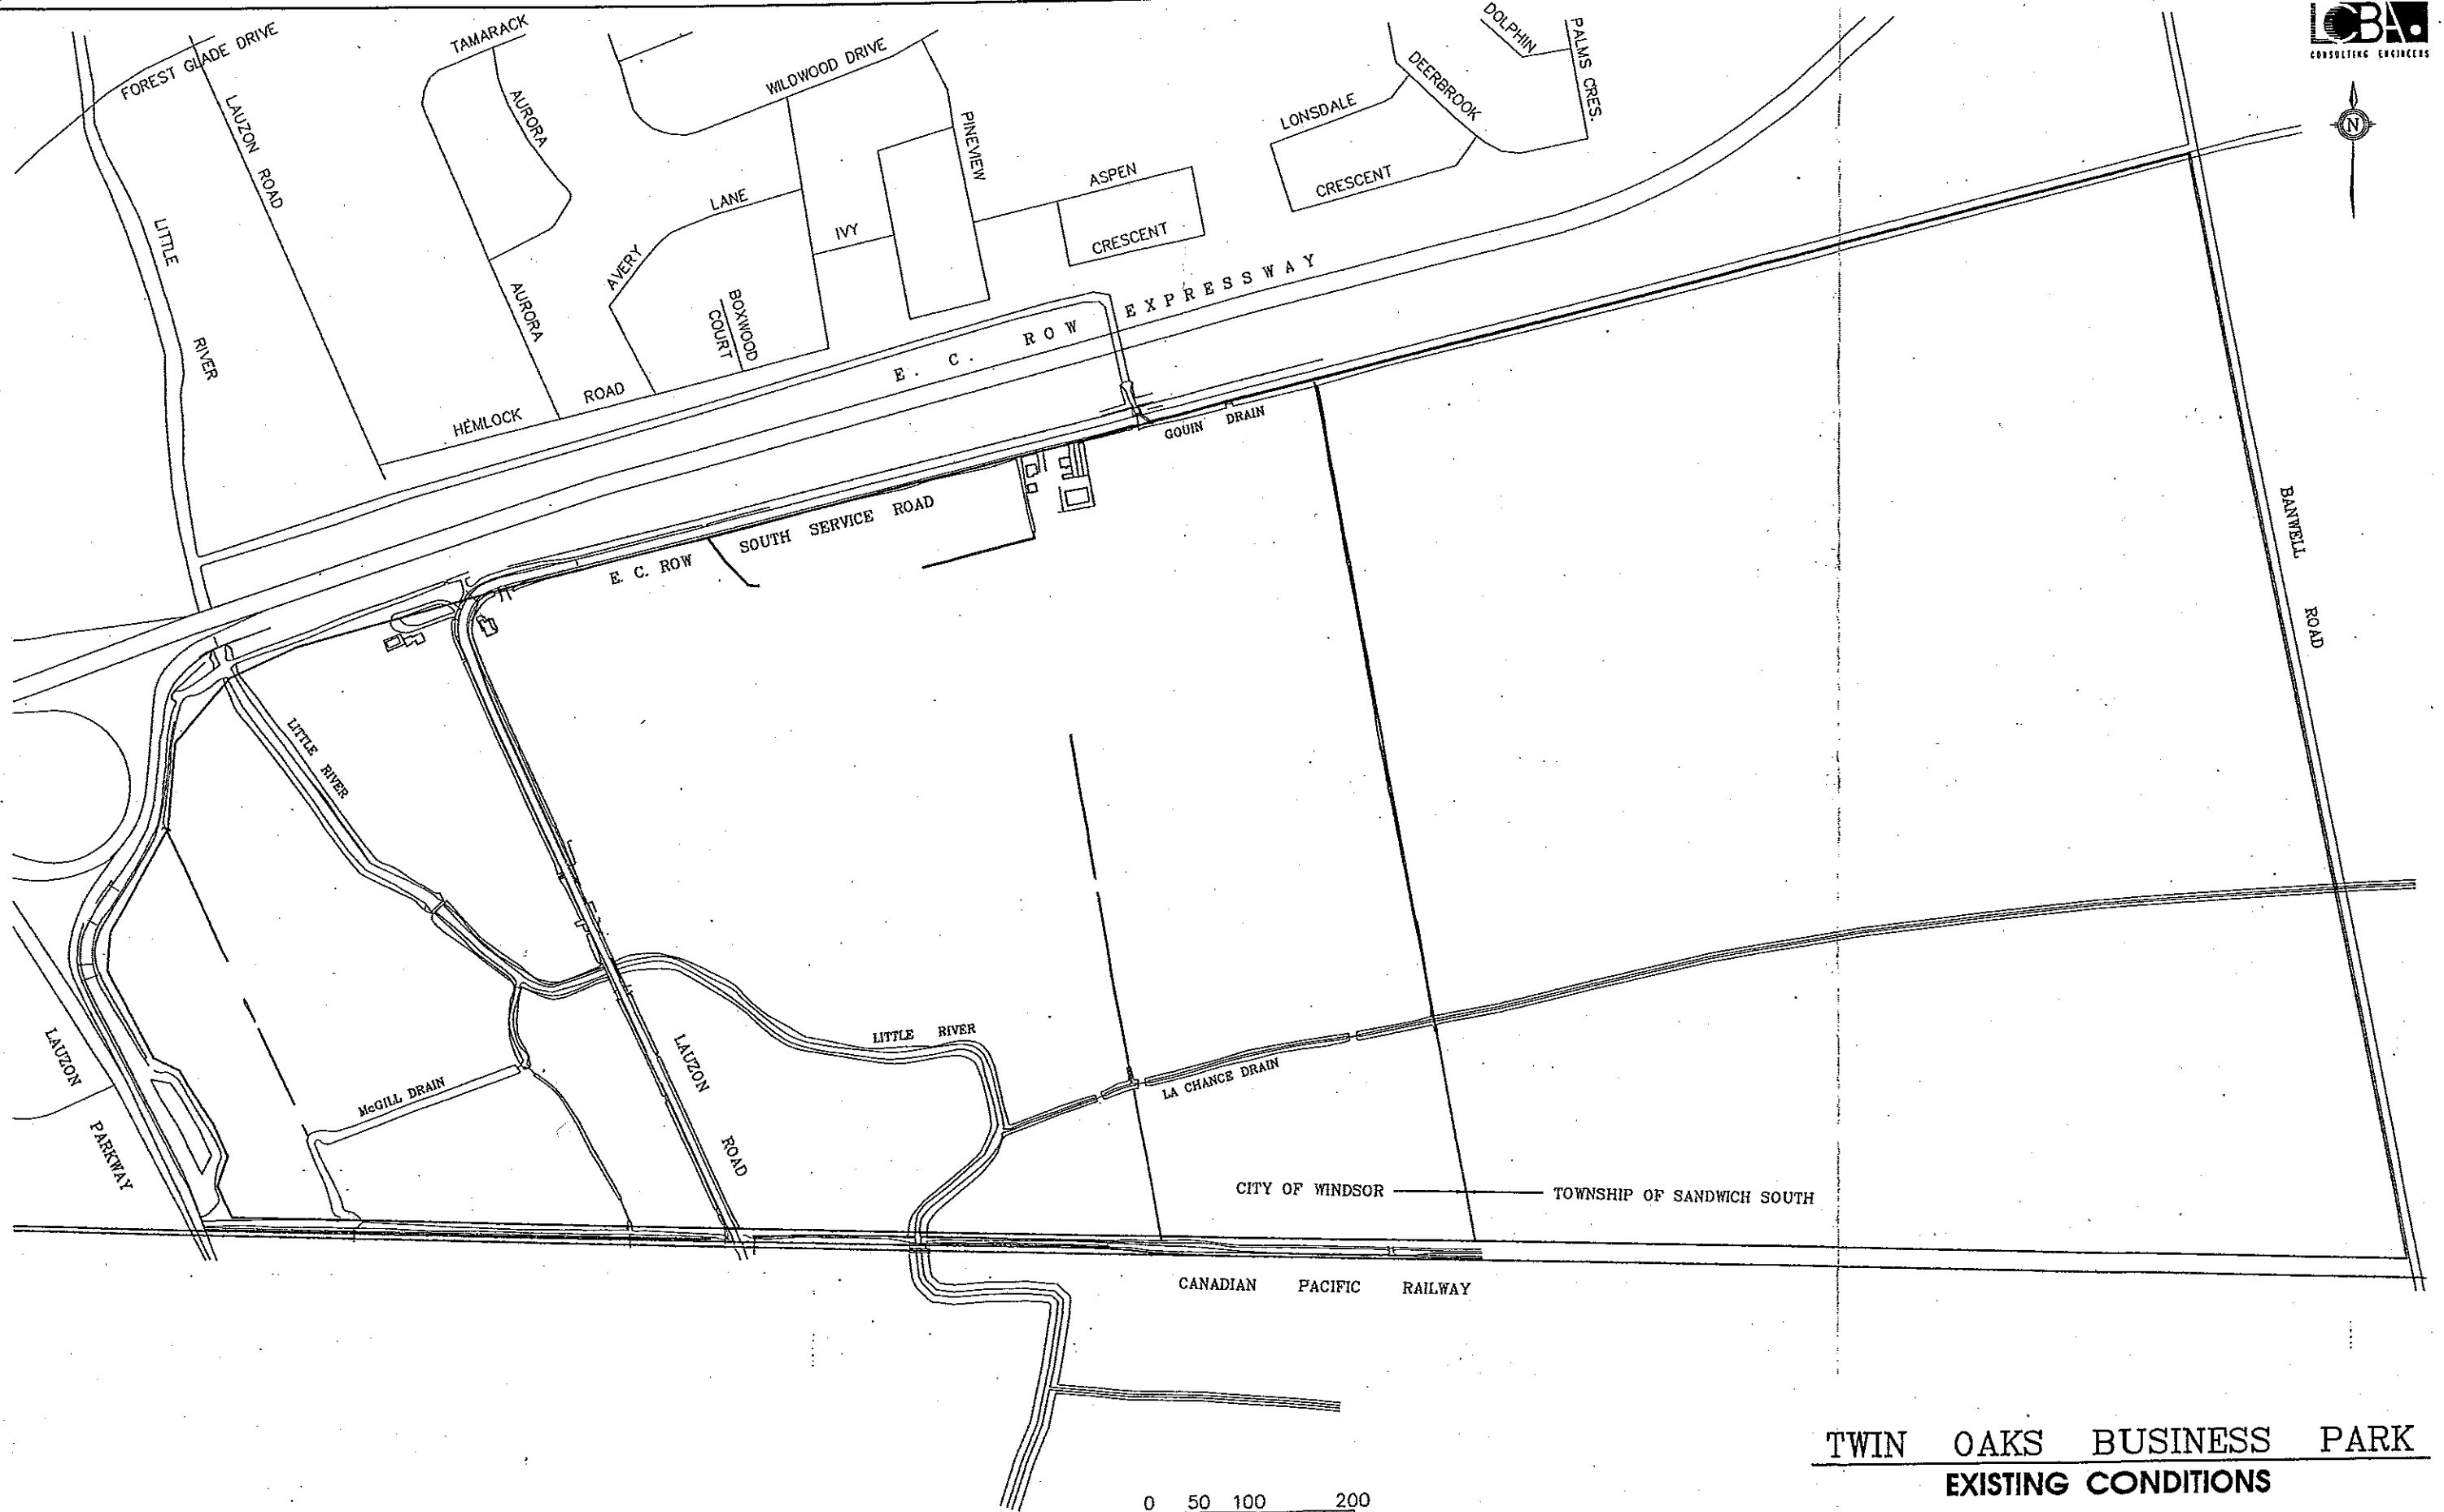 LCBA
CONSULTING ENGINEERS
N
FOREST GLADE DRIVE
LAUZON ROAD
TAMARACK
AURORA
WILDWOOD DRIVE
PINEVIEW
LONSDALE
CRESCENT
DEERBROOK
DOLPHIN
PALMS CRES.
LITTLE RIVER
AURORA
AVERY LANE
IVY
ASPEN
CRESCENT
BOXWOOD
COURT
HEMLOCK ROAD
E. C. ROW EXPRESSWAY
GOUIN DRAIN
E. C. ROW SOUTH SERVICE ROAD
BANWELL ROAD
LITTLE RIVER
LITTLE RIVER
LAUZON ROAD
LAUZON PARKWAY
McGILL DRAIN
LA CHANCE DRAIN
CITY OF WINDSOR
TOWNSHIP OF SANDWICH SOUTH
CANADIAN PACIFIC RAILWAY
TWIN OAKS BUSINESS PARK
EXISTING CONDITIONS
0 50 100 200